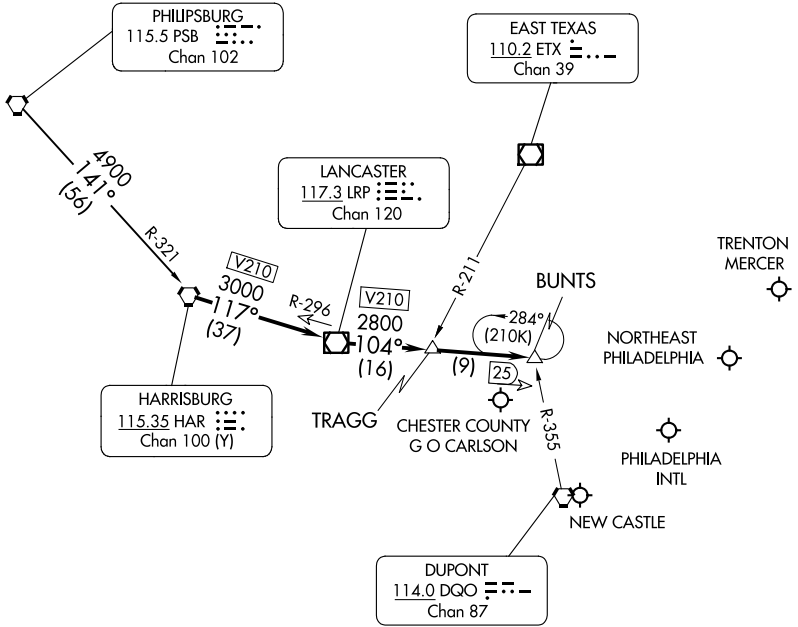 PHILIPSBURG
115.5 PSB
Chan 102
EAST TEXAS
110.2 ETX
Chan 39
4900
141°
(56)
R-321
LANCASTER
117.3 LRP
Chan 120
R-211
TRENTON
MERCER
V210
3000
117°
(37)
R-296
V210
2800
104°
(16)
BUNTS
284°
(210K)
(9)
25
NORTHEAST
PHILADELPHIA
HARRISBURG
115.35 HAR
Chan 100 (Y)
TRAGG
CHESTER COUNTY
G O CARLSON
R-355
PHILADELPHIA
INTL
NEW CASTLE
DUPONT
114.0 DQO
Chan 87